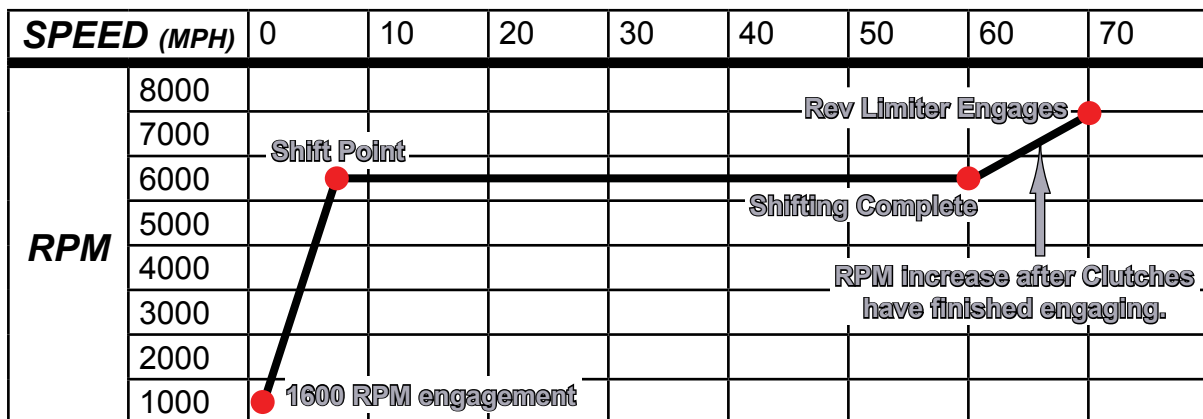 SPEED (MPH) 0 10 20 30 40 50 60 70
8000
Rev Limiter Engages
7000
Shift Point
6000
Shifting Complete
5000
RPM
4000
RPM increase after Clutches
have finished engaging.
3000
2000
1600 RPM engagement
1000